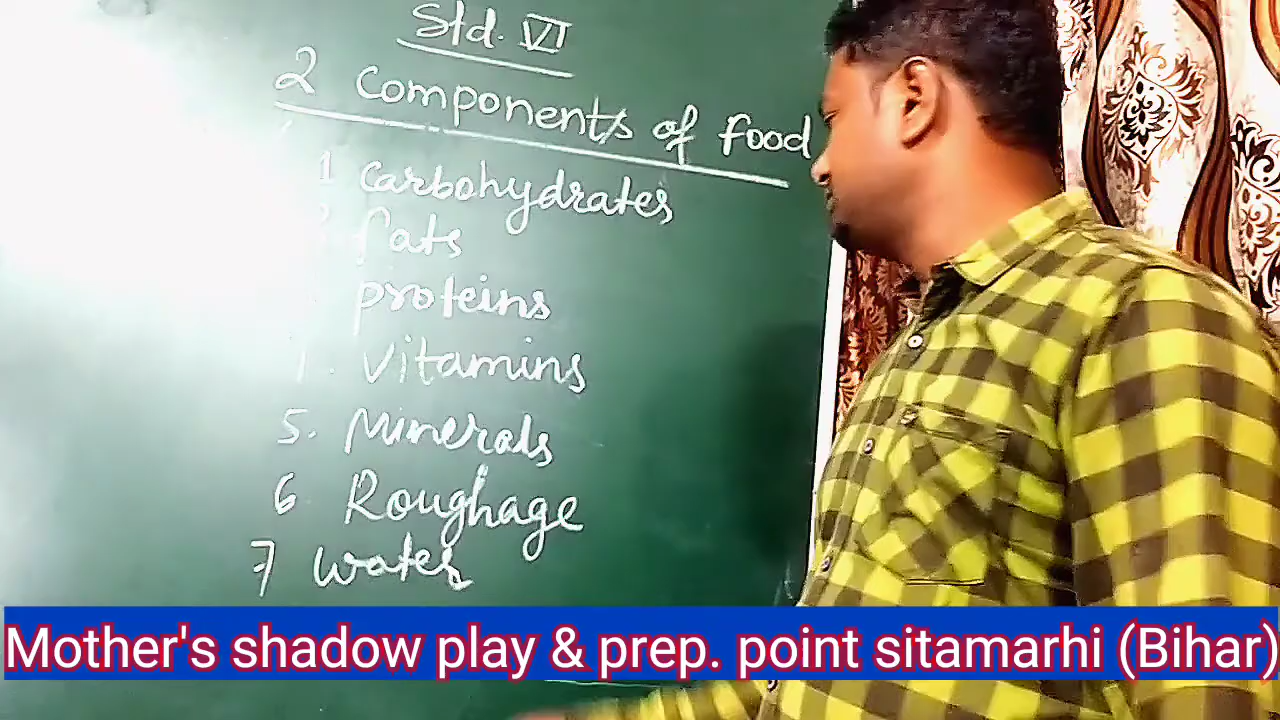 Std. VI
2 Components of food
1 Carbohydrates
fats
proteins
Vitamins
5. Minerals
6 Roughage
7 Water
Mother's shadow play & prep. point sitamarhi (Bihar)